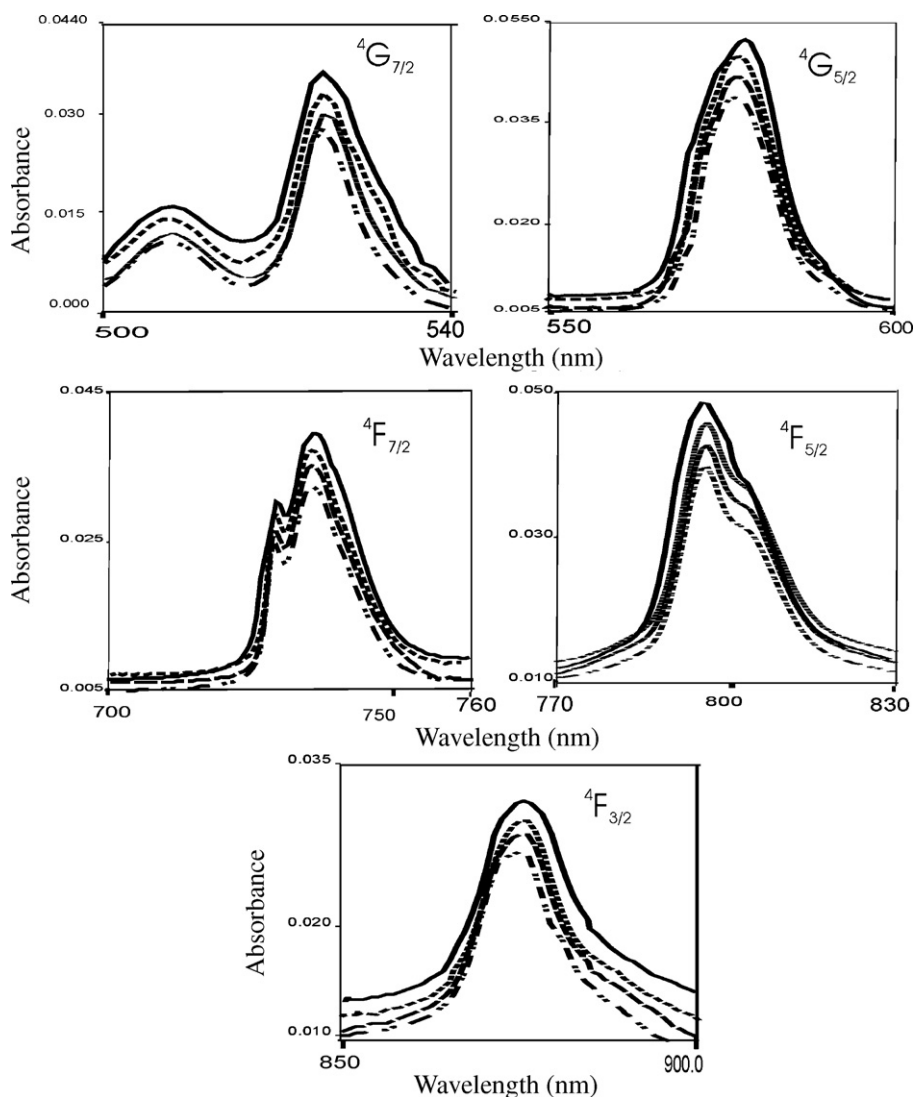 0.0440
⁴G₇/₂
0.030
Absorbance
0.015
0.000
500
540
0.0550
⁴G₅/₂
0.035
0.020
0.005
550
600
Wavelength (nm)
0.045
⁴F₇/₂
Absorbance
0.025
0.005
700
750
760
0.050
⁴F₅/₂
0.030
0.010
770
800
830
Wavelength (nm)
Wavelength (nm)
0.035
⁴F₃/₂
Absorbance
0.020
0.010
850
900.0
Wavelength (nm)